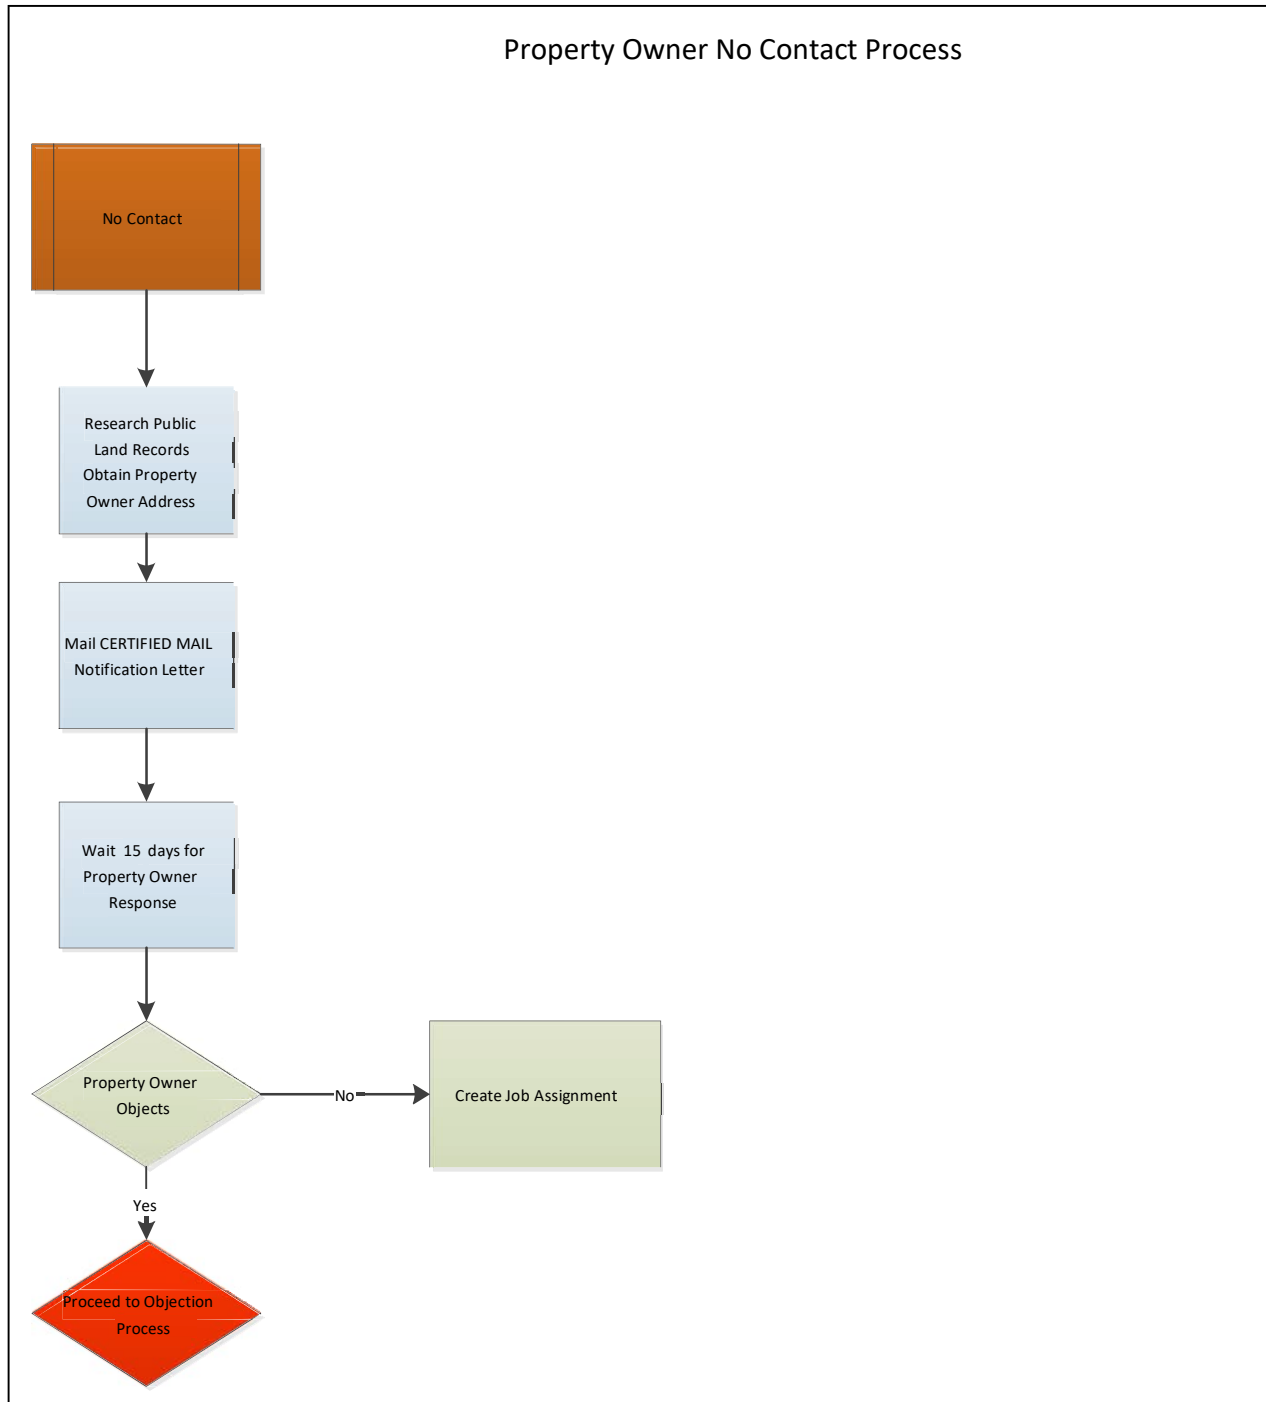 Property Owner No Contact Process
No Contact
Research Public
Land Records
Obtain Property
Owner Address
Mail CERTIFIED MAIL
Notification Letter
Wait 15 days for
Property Owner
Response
Property Owner
Objects
No
Create Job Assignment
Yes
Proceed to Objection
Process